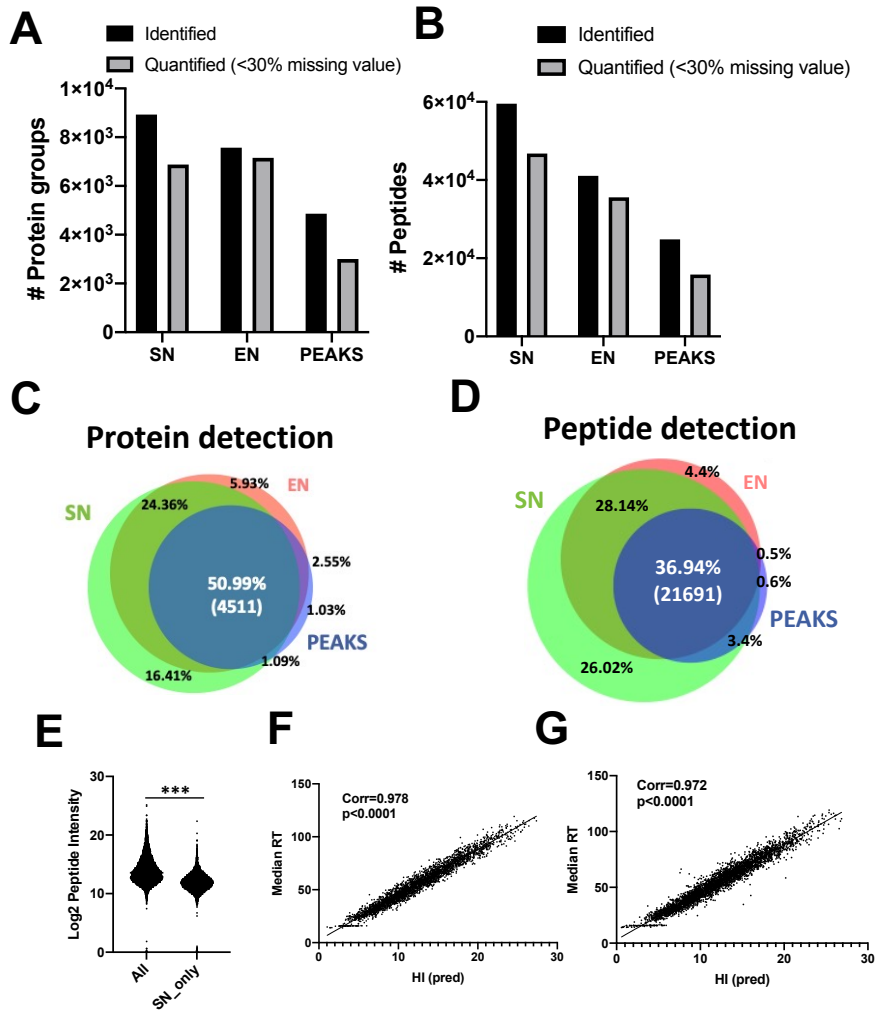 A
Identified
Quantified (<30% missing value)
# Protein groups
1×10⁴
8×10³
6×10³
4×10³
2×10³
0
SN EN PEAKS
B
Identified
Quantified (<30% missing value)
# Peptides
6×10⁴
4×10⁴
2×10⁴
0
SN EN PEAKS
C
Protein detection
5.93% EN
SN 24.36%
2.55%
50.99%
(4511)
1.03%
PEAKS
1.09%
16.41%
D
Peptide detection
4.4%
EN
SN
28.14%
0.5%
36.94%
(21691)
0.6%
PEAKS
3.4%
26.02%
E
Log2 Peptide Intensity
30
20
10
0
***
All SN_only
F
Median RT
150
100
50
0
Corr=0.978
p<0.0001
0 10 20 30
HI (pred)
G
Median RT
150
100
50
0
Corr=0.972
p<0.0001
0 10 20 30
HI (pred)